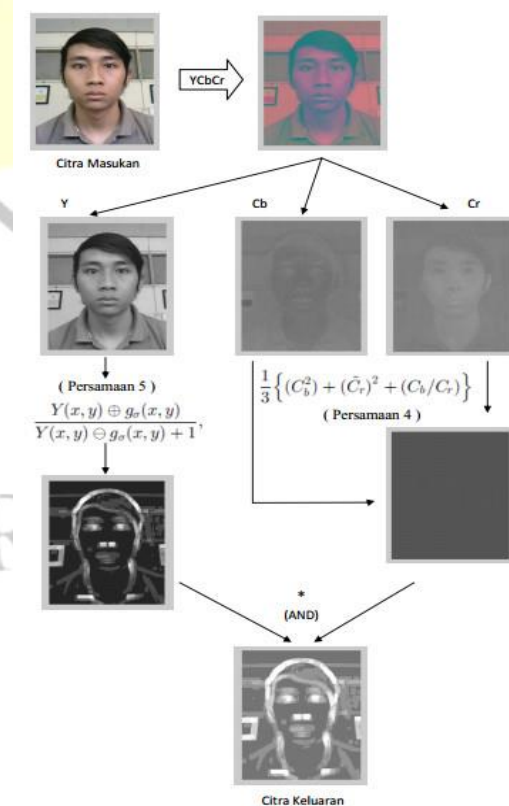 YCbCr
Citra Masukan
Y
Cb
Cr
( Persamaan 5 )
Y(x, y) ⊕ g_σ(x, y)
Y(x, y) ⊖ g_σ(x, y) + 1,
1/3 {(C_b^2) + (C̃_r)^2 + (C_b/C_r)}
( Persamaan 4 )
*
(AND)
Citra Keluaran